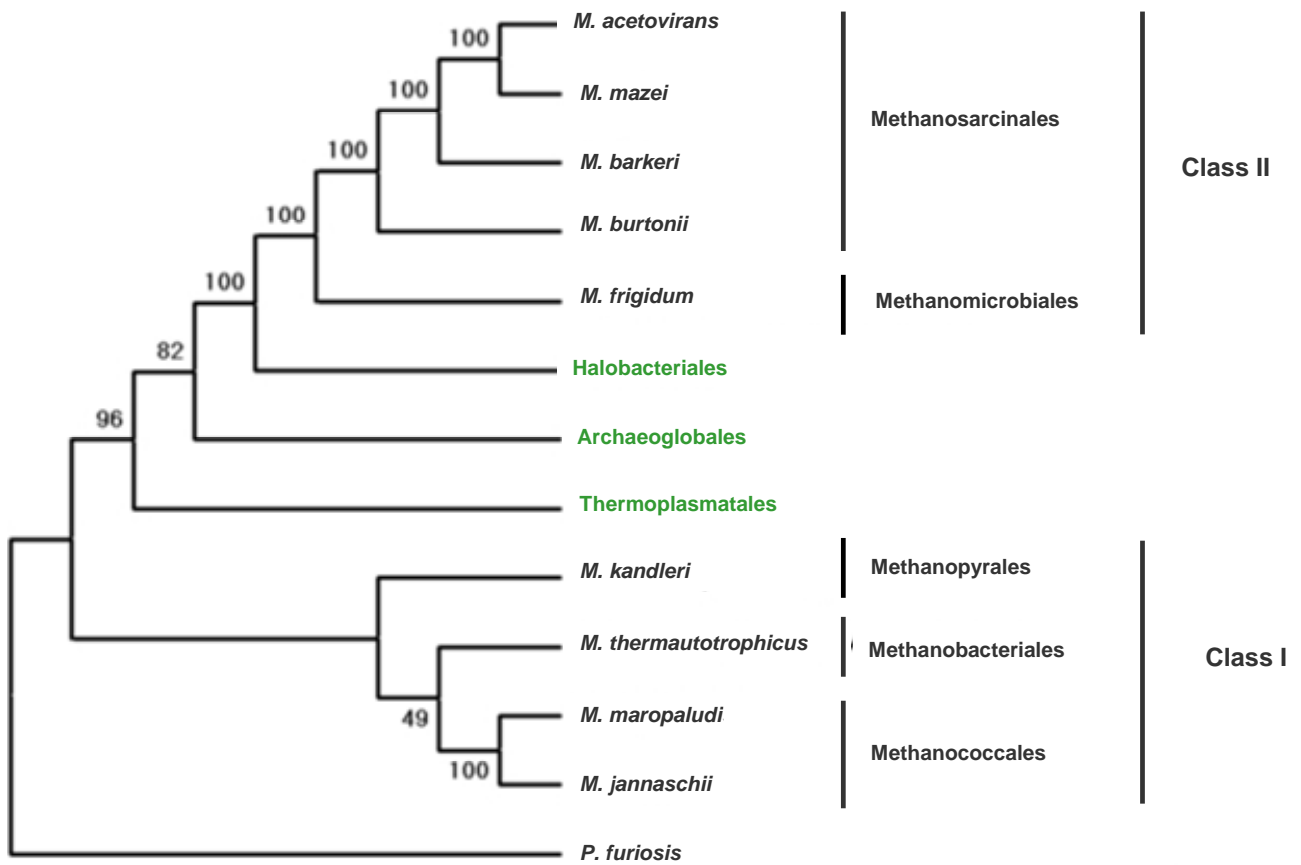 M. acetovirans
100
M. mazei
100
Methanosarcinales
M. barkeri
Class II
100
M. burtonii
100
M. frigidum
Methanomicrobiales
100
Halobacteriales
82
Archaeoglobales
96
Thermoplasmatales
M. kandleri
Methanopyrales
M. thermautotrophicus
Methanobacteriales
Class I
49
M. maropaludi
Methanococcales
100
M. jannaschii
P. furiosis